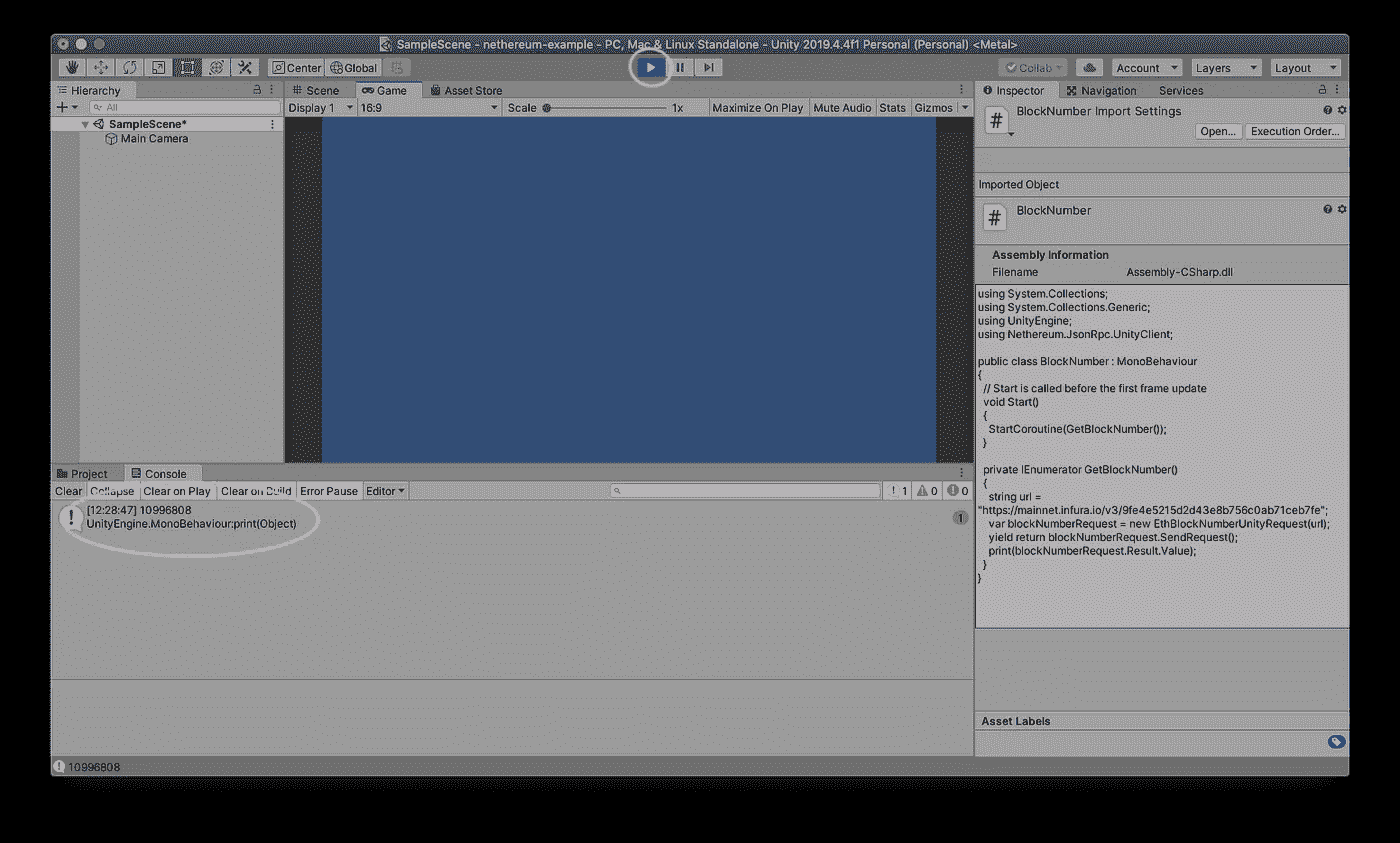 SampleScene - nethereum-example - PC, Mac & Linux Standalone - Unity 2019.4.4f1 Personal (Personal) <Metal>
Center Global Collab Account Layers Layout
Hierarchy
All
SampleScene*
Main Camera
Scene Game Asset Store
Display 1 16:9 Scale 1x Maximize On Play Mute Audio Stats Gizmos
Inspector Navigation Services
BlockNumber Import Settings
Open... Execution Order...
Imported Object
BlockNumber
Assembly Information
Filename Assembly-CSharp.dll
using System.Collections;
using System.Collections.Generic;
using UnityEngine;
using Nethereum.JsonRpc.UnityClient;
public class BlockNumber : MonoBehaviour
{
// Start is called before the first frame update
void Start()
{
StartCoroutine(GetBlockNumber());
}
private IEnumerator GetBlockNumber()
{
string url =
"https://mainnet.infura.io/v3/9fe4e5215d2d43e8b756c0ab71ceb7fe";
var blockNumberRequest = new EthBlockNumberUnityRequest(url);
yield return blockNumberRequest.SendRequest();
print(blockNumberRequest.Result.Value);
}
}
Asset Labels
Project Console
Clear Collapse Clear on Play Clear on Build Error Pause Editor 1 0 0
[12:28:47] 10996808
UnityEngine.MonoBehaviour:print(Object)
1
10996808